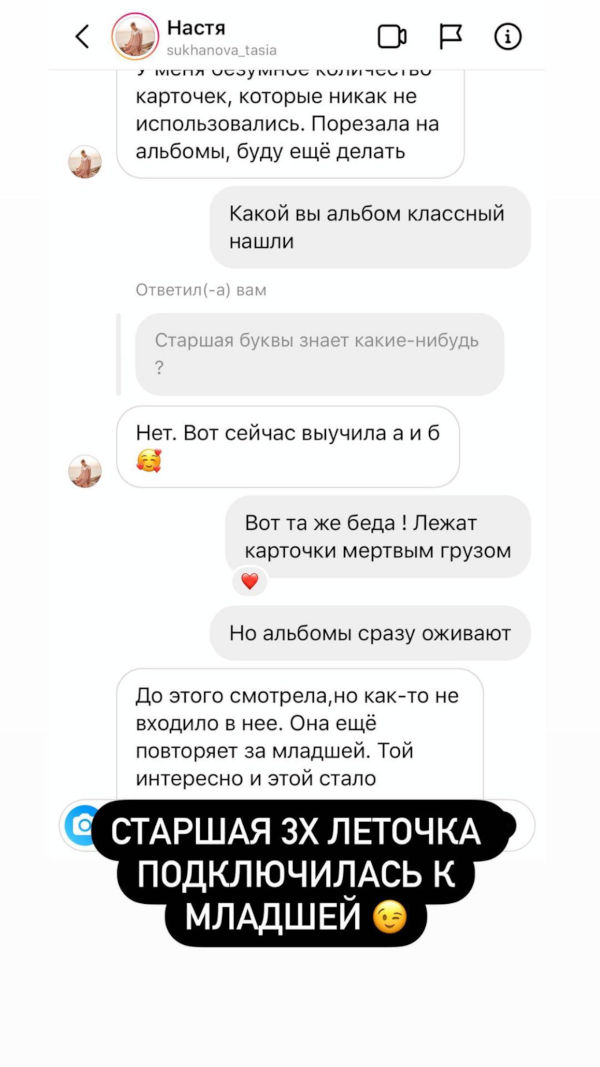 Настя
sukhanova_tasia
У меня безумное количество
карточек, которые никак не
использовались. Порезала на
альбомы, буду ещё делать
Какой вы альбом классный
нашли
Ответил(-а) вам
Старшая буквы знает какие-нибудь
?
Нет. Вот сейчас выучила а и б
🥰
Вот та же беда ! Лежат
карточки мертвым грузом
❤️
Но альбомы сразу оживают
До этого смотрела,но как-то не
входило в нее. Она ещё
повторяет за младшей. Той
интересно и этой стало
СТАРШАЯ 3Х ЛЕТОЧКА
ПОДКЛЮЧИЛАСЬ К
МЛАДШЕЙ 😉